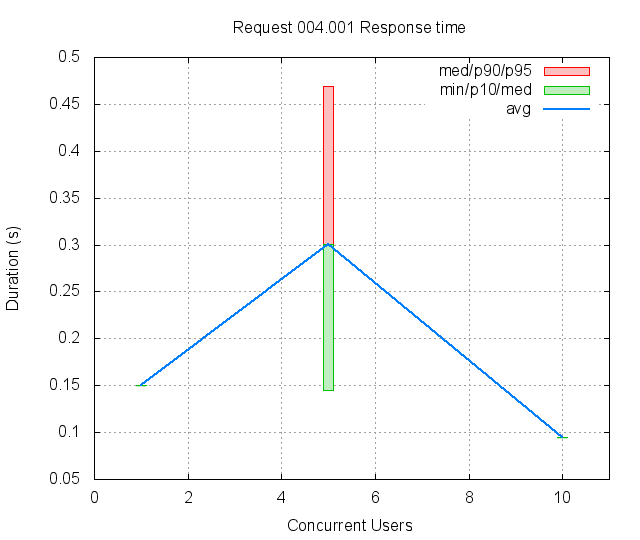 Request 004.001 Response time
med/p90/p95
min/p10/med
avg
0.5
0.45
0.4
0.35
0.3
0.25
0.2
0.15
0.1
0.05
Duration (s)
0 2 4 6 8 10
Concurrent Users